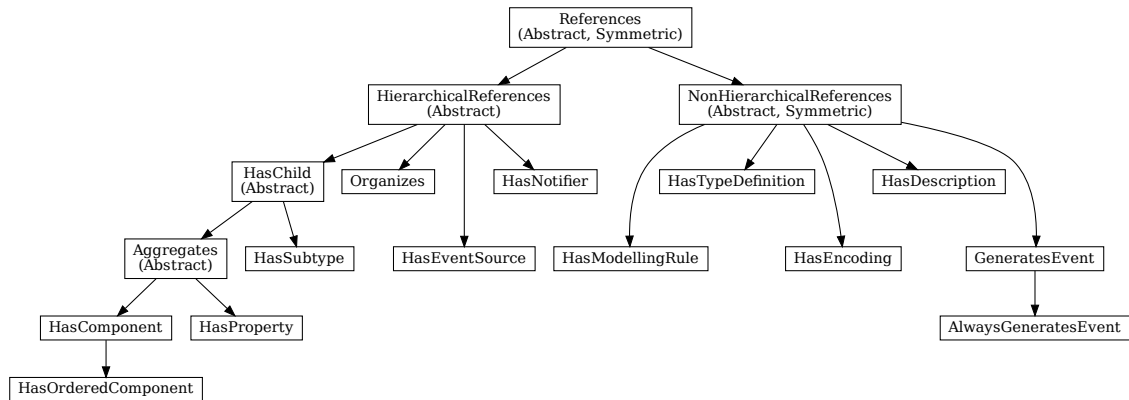 References
(Abstract, Symmetric)
HierarchicalReferences
(Abstract)
NonHierarchicalReferences
(Abstract, Symmetric)
HasChild
(Abstract)
Organizes
HasNotifier
HasTypeDefinition
HasDescription
Aggregates
(Abstract)
HasSubtype
HasEventSource
HasModellingRule
HasEncoding
GeneratesEvent
HasComponent
HasProperty
AlwaysGeneratesEvent
HasOrderedComponent